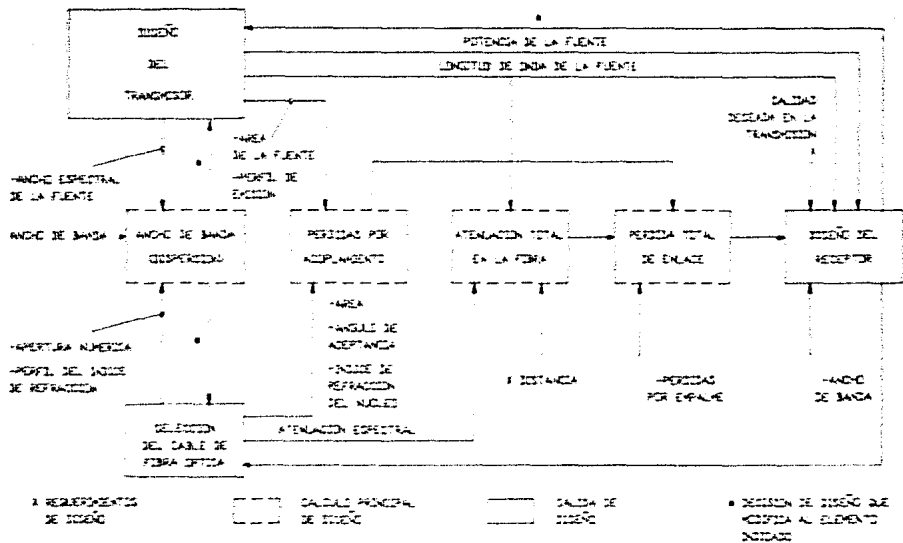 DISEÑO
DEL
TRANSMISOR
POTENCIA DE LA FUENTE
LONGITUD DE ONDA DE LA FUENTE
CALIDAD
DESEADA EN LA
TRANSMISION
X
-AREA
DE LA FUENTE
-PERFIL DE
EMISION
-ANCHO ESPECTRAL
DE LA FUENTE
ANCHO DE BANDA
ANCHO DE BANDA
(DISPERSION)
PERDIDAS POR
ACOPLAMIENTO
ATENUACION TOTAL
EN LA FIBRA
PERDIDA TOTAL
DE ENLACE
DISEÑO DEL
RECEPTOR
-APERTURA NUMERICA
-PERFIL DEL INDICE
DE REFRACCION
-AREA
-ANGULO DE
ACEPTANCIA
-INDICE DE
REFRACCION
DEL NUCLEO
X DISTANCIA
-PERDIDAS
POR EMPALME
-ANCHO
DE BANDA
SELECCION
DEL CABLE DE
FIBRA OPTICA
ATENUACION ESPECTRAL
X REQUERIMIENTOS
DE DISEÑO
CALCULO PRINCIPAL
DE DISEÑO
SALIDA DE
DISEÑO
DECISION DE DISEÑO QUE
MODIFICA AL ELEMENTO
INDICADO